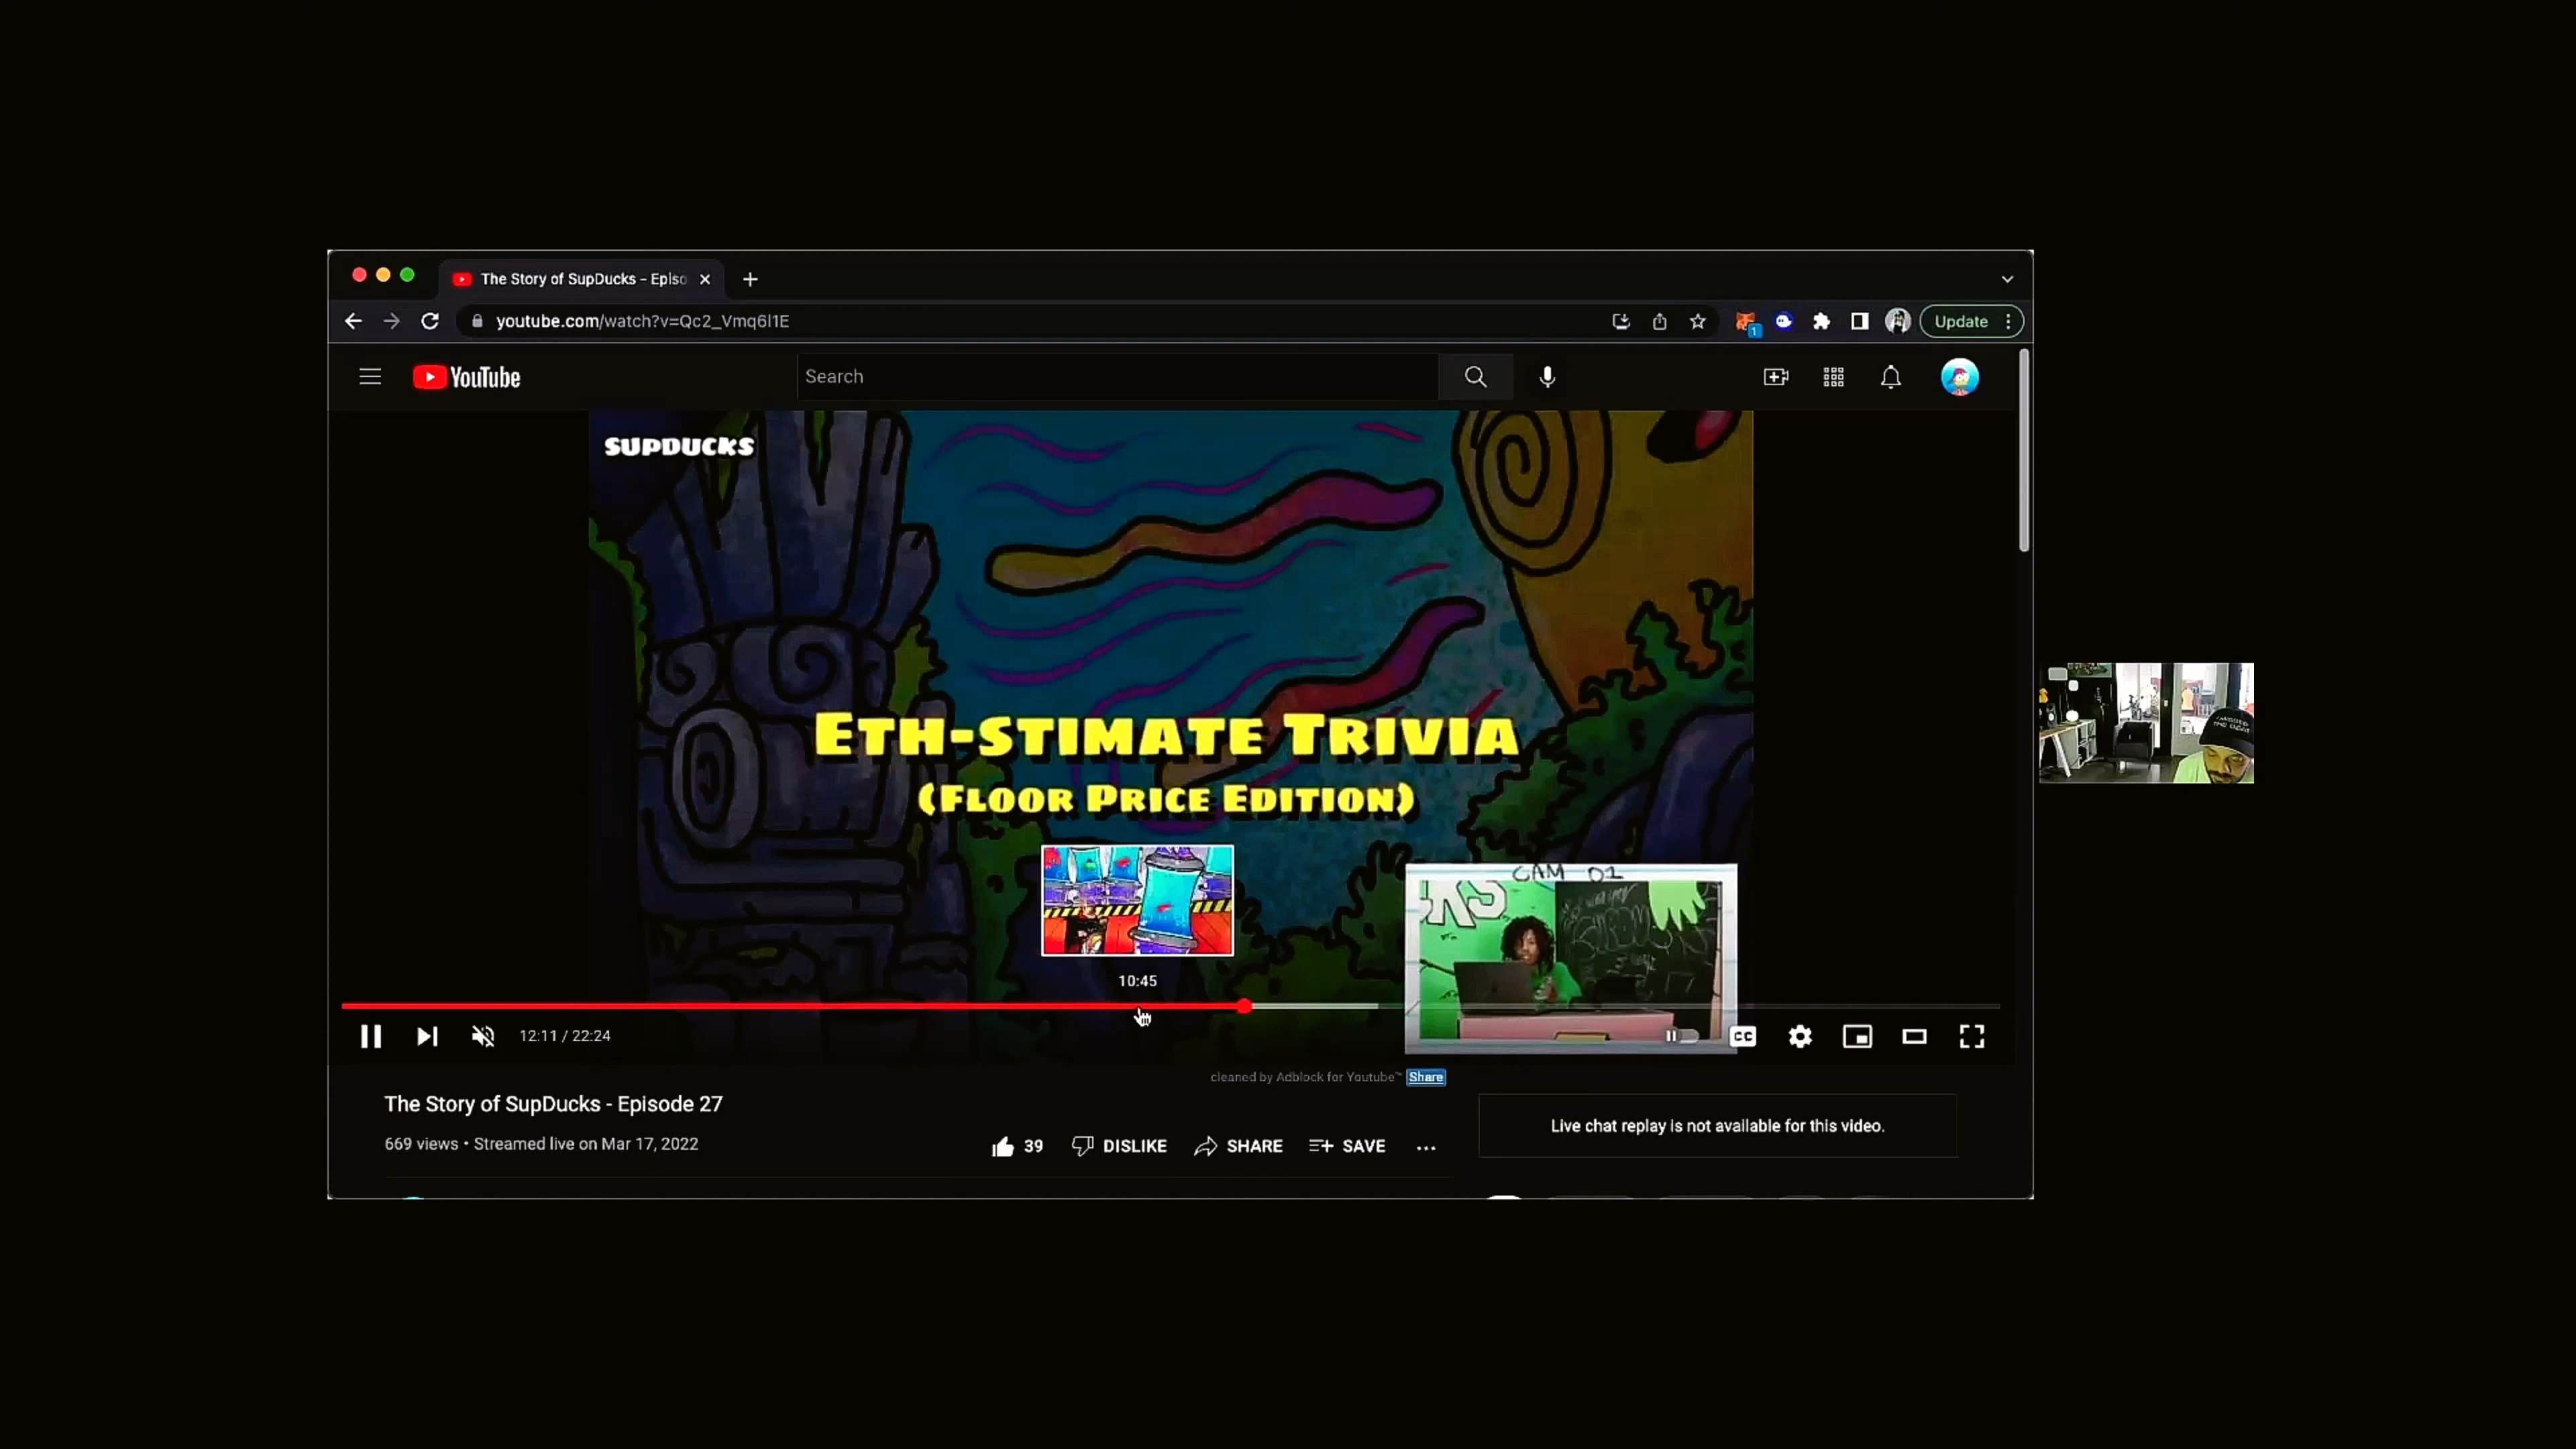 The Story of SupDucks - Episo
youtube.com/watch?v=Qc2_Vmq6l1E
1
Update
YouTube
Search
SUPDUCKS
ETH-STIMATE TRIVIA
(FLOOR PRICE EDITION)
CAM 01
10:45
12:11 / 22:24
CC
cleaned by Adblock for Youtube™ Share
The Story of SupDucks - Episode 27
669 views • Streamed live on Mar 17, 2022
39 DISLIKE SHARE SAVE
Live chat replay is not available for this video.